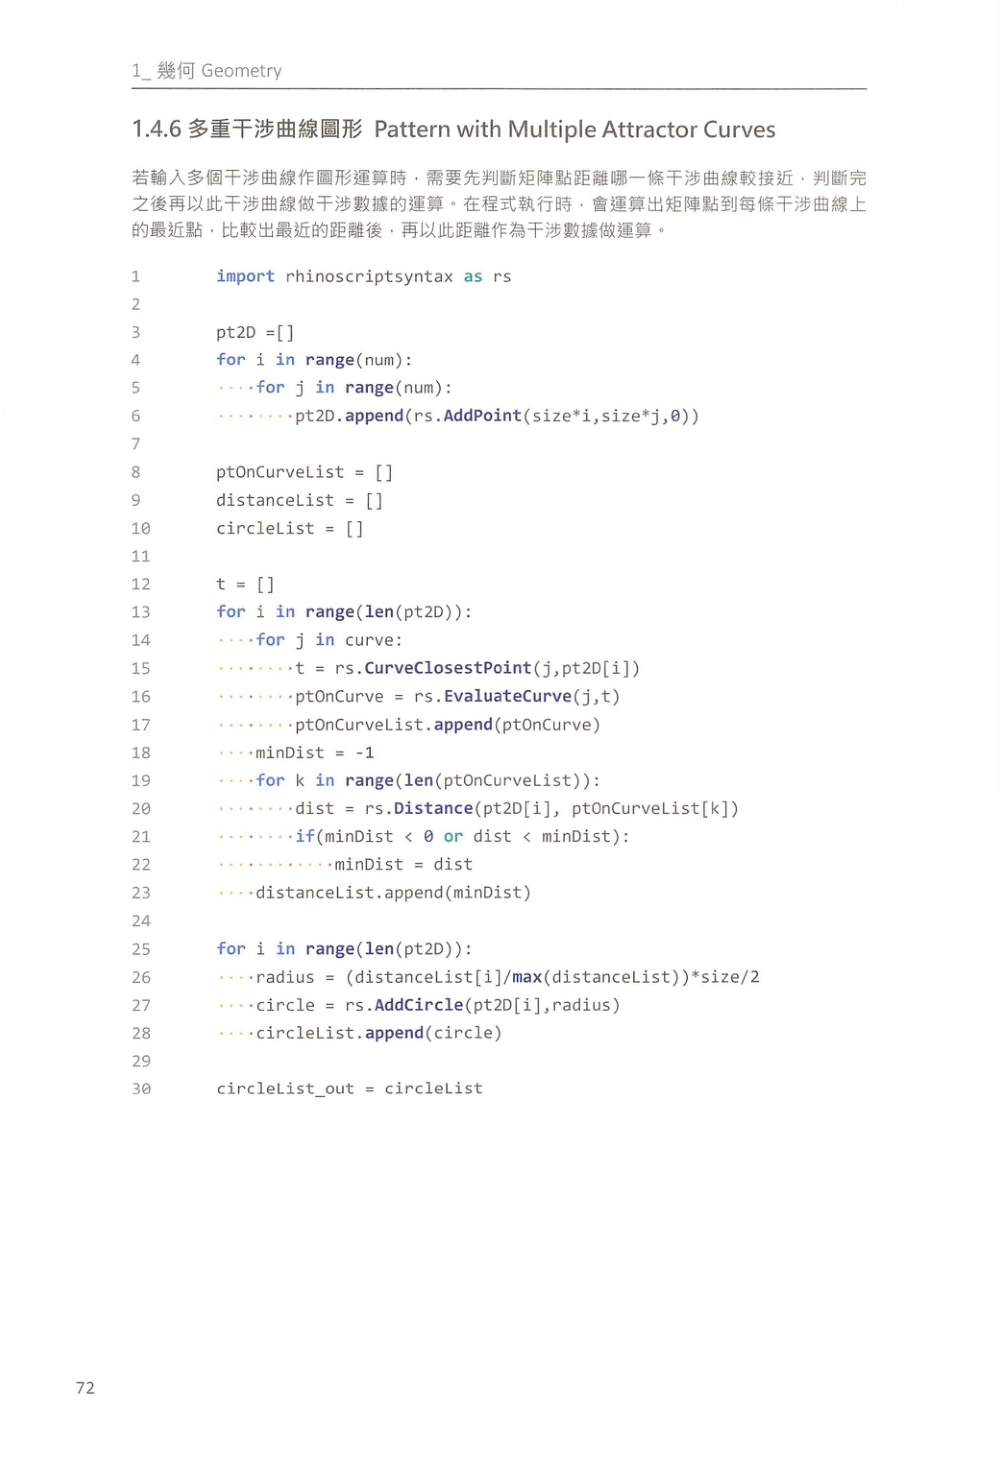 1_ 幾何 Geometry
1.4.6 多重干涉曲線圖形 Pattern with Multiple Attractor Curves
若輸入多個干涉曲線作圖形運算時，需要先判斷矩陣點距離哪一條干涉曲線較接近，判斷完
之後再以此干涉曲線做干涉數據的運算。在程式執行時，會運算出矩陣點到每條干涉曲線上
的最近點，比較出最近的距離後，再以此距離作為干涉數據做運算。
1 import rhinoscriptsyntax as rs
2
3 pt2D =[]
4 for i in range(num):
5 ····for j in range(num):
6 ········pt2D.append(rs.AddPoint(size*i,size*j,0))
7
8 ptOnCurveList = []
9 distanceList = []
10 circleList = []
11
12 t = []
13 for i in range(len(pt2D)):
14 ····for j in curve:
15 ········t = rs.CurveClosestPoint(j,pt2D[i])
16 ········ptOnCurve = rs.EvaluateCurve(j,t)
17 ········ptOnCurveList.append(ptOnCurve)
18 ····minDist = -1
19 ····for k in range(len(ptOnCurveList)):
20 ········dist = rs.Distance(pt2D[i], ptOnCurveList[k])
21 ········if(minDist < 0 or dist < minDist):
22 ············minDist = dist
23 ····distanceList.append(minDist)
24
25 for i in range(len(pt2D)):
26 ····radius = (distanceList[i]/max(distanceList))*size/2
27 ····circle = rs.AddCircle(pt2D[i],radius)
28 ····circleList.append(circle)
29
30 circleList_out = circleList
72